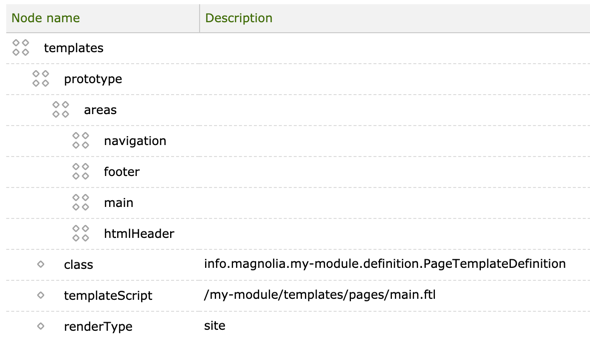 Node name Description
templates
prototype
areas
navigation
footer
main
htmlHeader
class info.magnolia.my-module.definition.PageTemplateDefinition
templateScript /my-module/templates/pages/main.ftl
renderType site